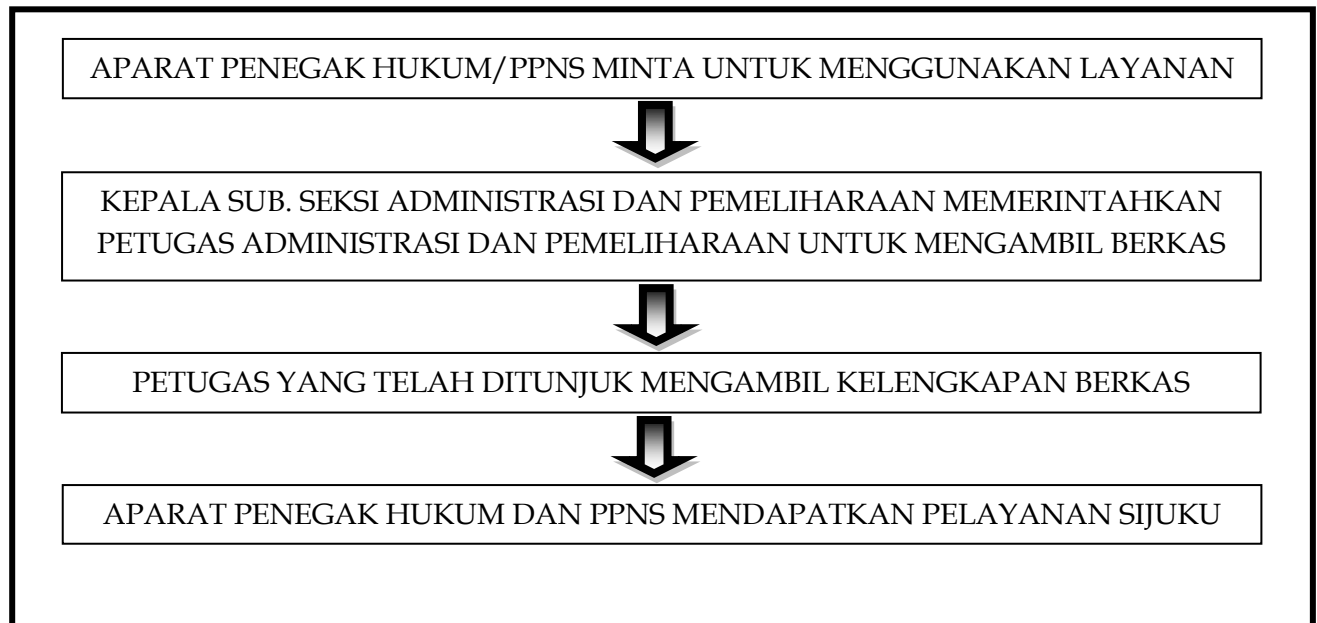 APARAT PENEGAK HUKUM/PPNS MINTA UNTUK MENGGUNAKAN LAYANAN
KEPALA SUB. SEKSI ADMINISTRASI DAN PEMELIHARAAN MEMERINTAHKAN
PETUGAS ADMINISTRASI DAN PEMELIHARAAN UNTUK MENGAMBIL BERKAS
PETUGAS YANG TELAH DITUNJUK MENGAMBIL KELENGKAPAN BERKAS
APARAT PENEGAK HUKUM DAN PPNS MENDAPATKAN PELAYANAN SIJUKU